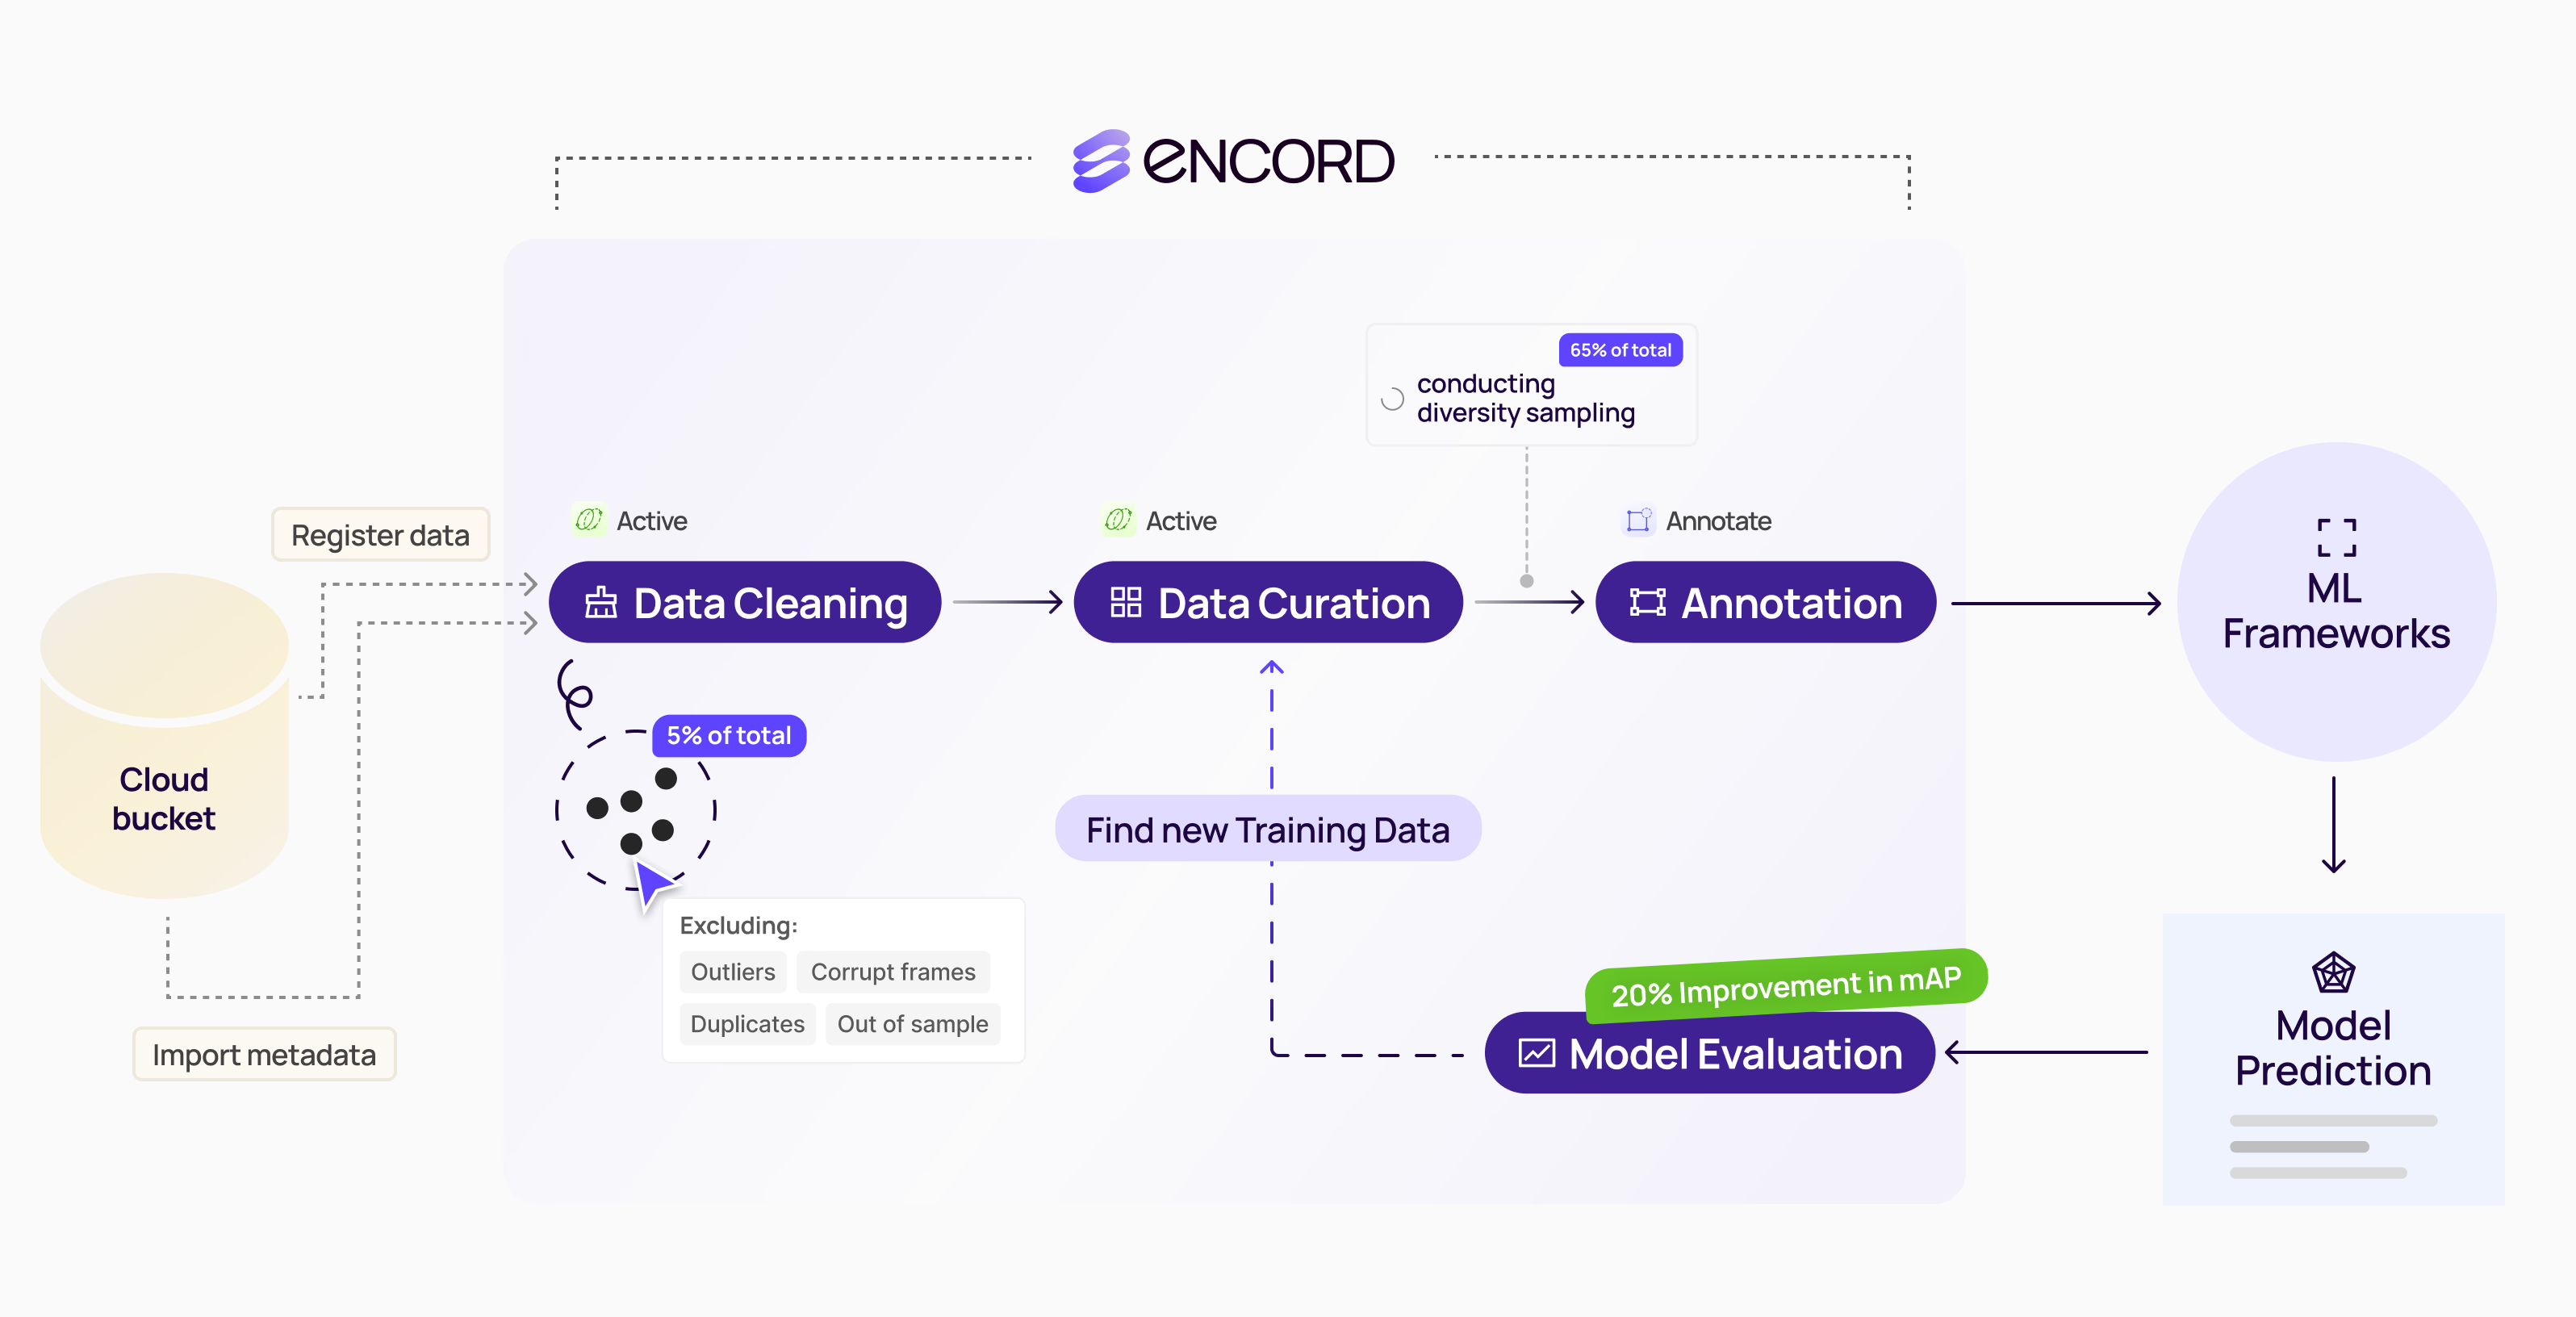 eNCORD
65% of total
conducting
diversity sampling
Register data
Active
Active
Annotate
Data Cleaning
Data Curation
Annotation
ML
Frameworks
Cloud
bucket
5% of total
Find new Training Data
Excluding:
Outliers
Corrupt frames
Duplicates
Out of sample
Import metadata
20% Improvement in mAP
Model Evaluation
Model
Prediction